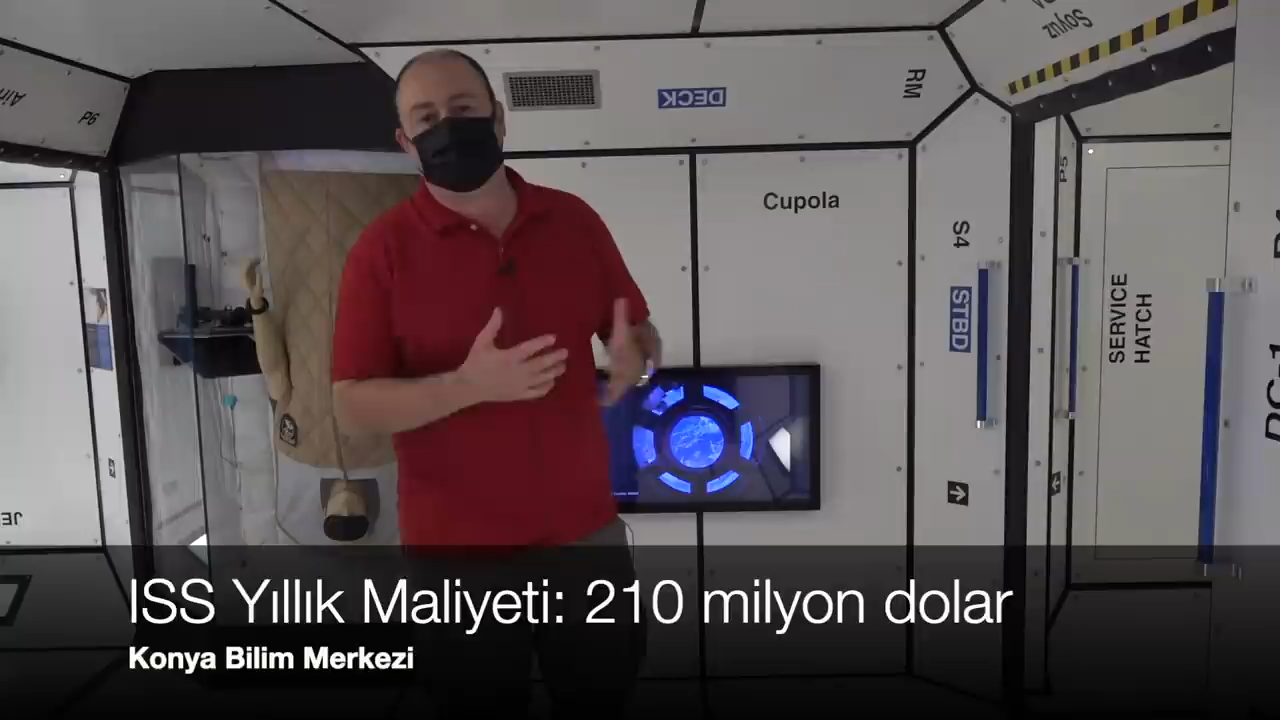 Soyuz
P6
DECK
RM
P5
Cupola
S4
STBD
SERVICE
HATCH
ISS Yıllık Maliyeti: 210 milyon dolar
Konya Bilim Merkezi